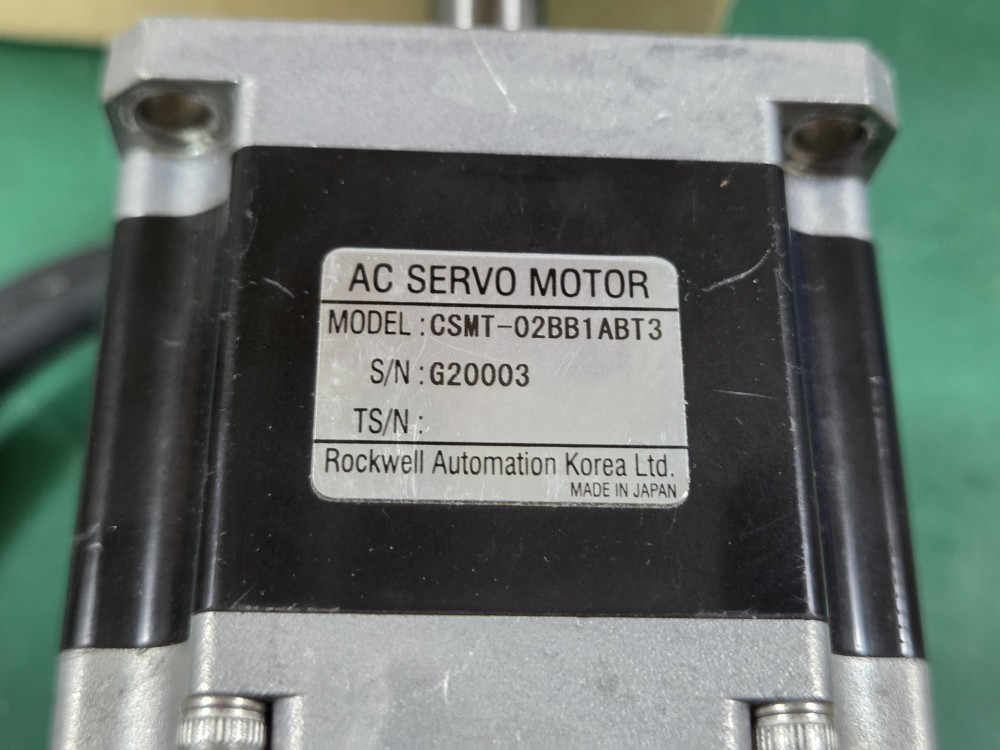 AC SERVO MOTOR
MODEL : CSMT-02BB1ABT3
S/N : G20003
TS/N :
Rockwell Automation Korea Ltd.
MADE IN JAPAN